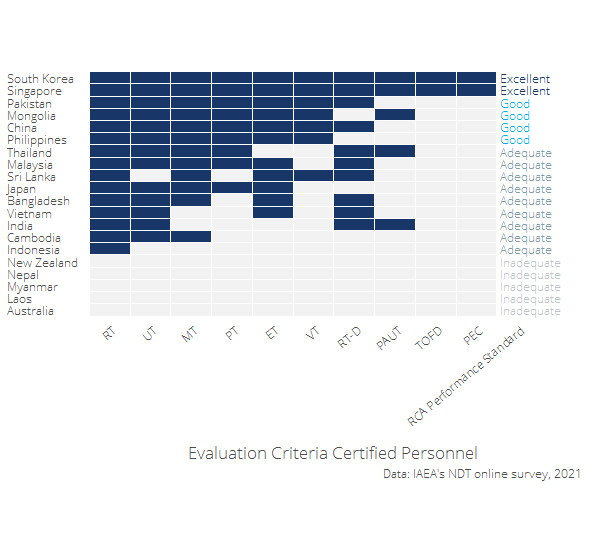 South Korea Excellent
Singapore Excellent
Pakistan Good
Mongolia Good
China Good
Philippines Good
Thailand Adequate
Malaysia Adequate
Sri Lanka Adequate
Japan Adequate
Bangladesh Adequate
Vietnam Adequate
India Adequate
Cambodia Adequate
Indonesia Adequate
New Zealand Inadequate
Nepal Inadequate
Myanmar Inadequate
Laos Inadequate
Australia Inadequate
RT UT MT PT ET VT RT-D PAUT TOFD PEC RCA Performance Standard
Evaluation Criteria Certified Personnel
Data: IAEA's NDT online survey, 2021